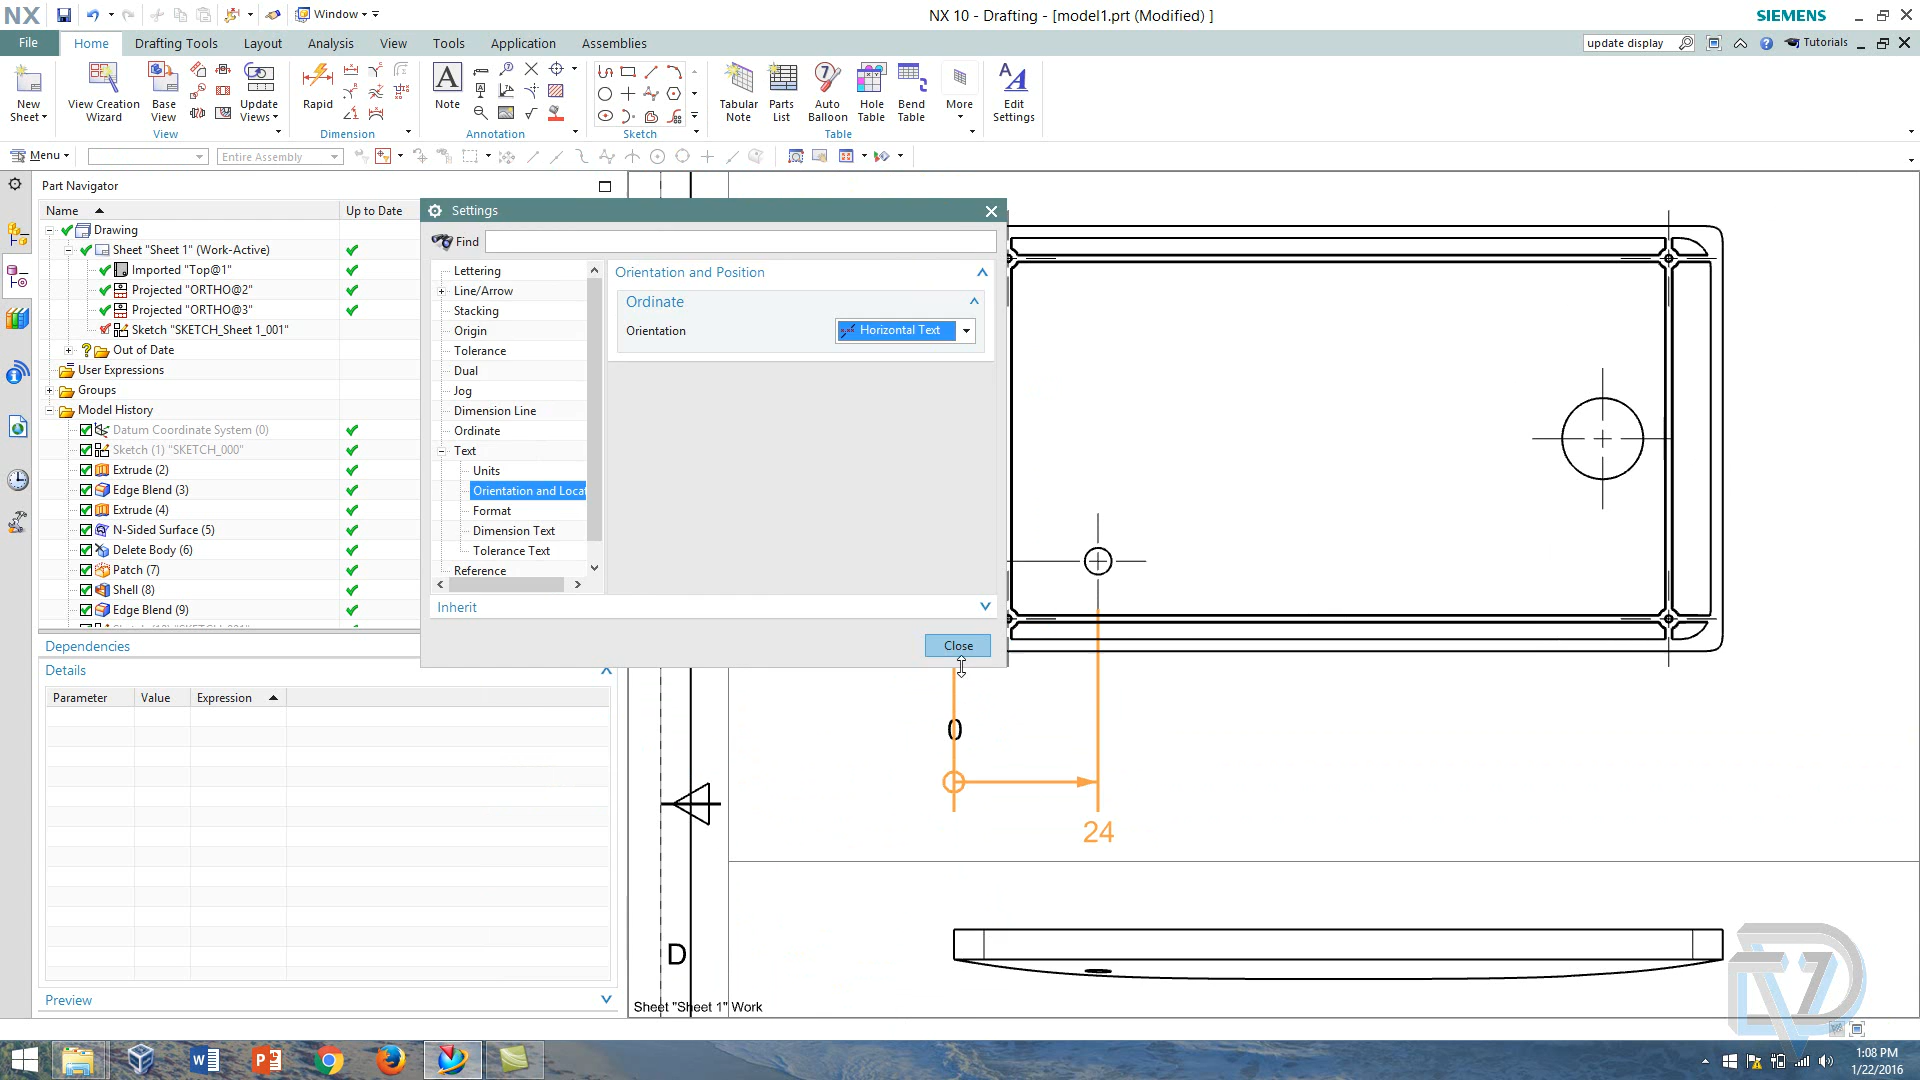 NX
Window
NX 10 - Drafting - [model1.prt (Modified) ]
SIEMENS
File
Home
Drafting Tools
Layout
Analysis
View
Tools
Application
Assemblies
update display
Tutorials
New Sheet
View Creation Wizard
Base View
Update Views
Rapid
Note
Tabular Note
Parts List
Auto Balloon
Hole Table
Bend Table
More
Edit Settings
View
Dimension
Annotation
Sketch
Table
Menu
Entire Assembly
Part Navigator
Name
Up to Date
Drawing
Sheet "Sheet 1" (Work-Active)
Imported "Top@1"
Projected "ORTHO@2"
Projected "ORTHO@3"
Sketch "SKETCH_Sheet 1_001"
Out of Date
User Expressions
Groups
Model History
Datum Coordinate System (0)
Sketch (1) "SKETCH_000"
Extrude (2)
Edge Blend (3)
Extrude (4)
N-Sided Surface (5)
Delete Body (6)
Patch (7)
Shell (8)
Edge Blend (9)
Dependencies
Details
Parameter
Value
Expression
Preview
Settings
Find
Lettering
Line/Arrow
Stacking
Origin
Tolerance
Dual
Jog
Dimension Line
Ordinate
Text
Units
Orientation and Locat
Format
Dimension Text
Tolerance Text
Reference
Orientation and Position
Ordinate
Orientation
Horizontal Text
Inherit
Close
0
24
D
Sheet "Sheet 1" Work
1:08 PM
1/22/2016